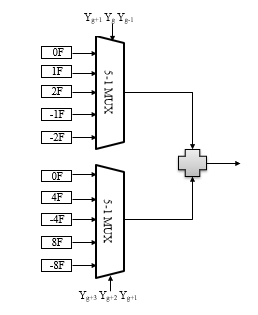 Yg+1 Yg Yg-1
0F
1F
2F
-1F
-2F
5-1 MUX
0F
4F
-4F
8F
-8F
5-1 MUX
Yg+3 Yg+2 Yg+1